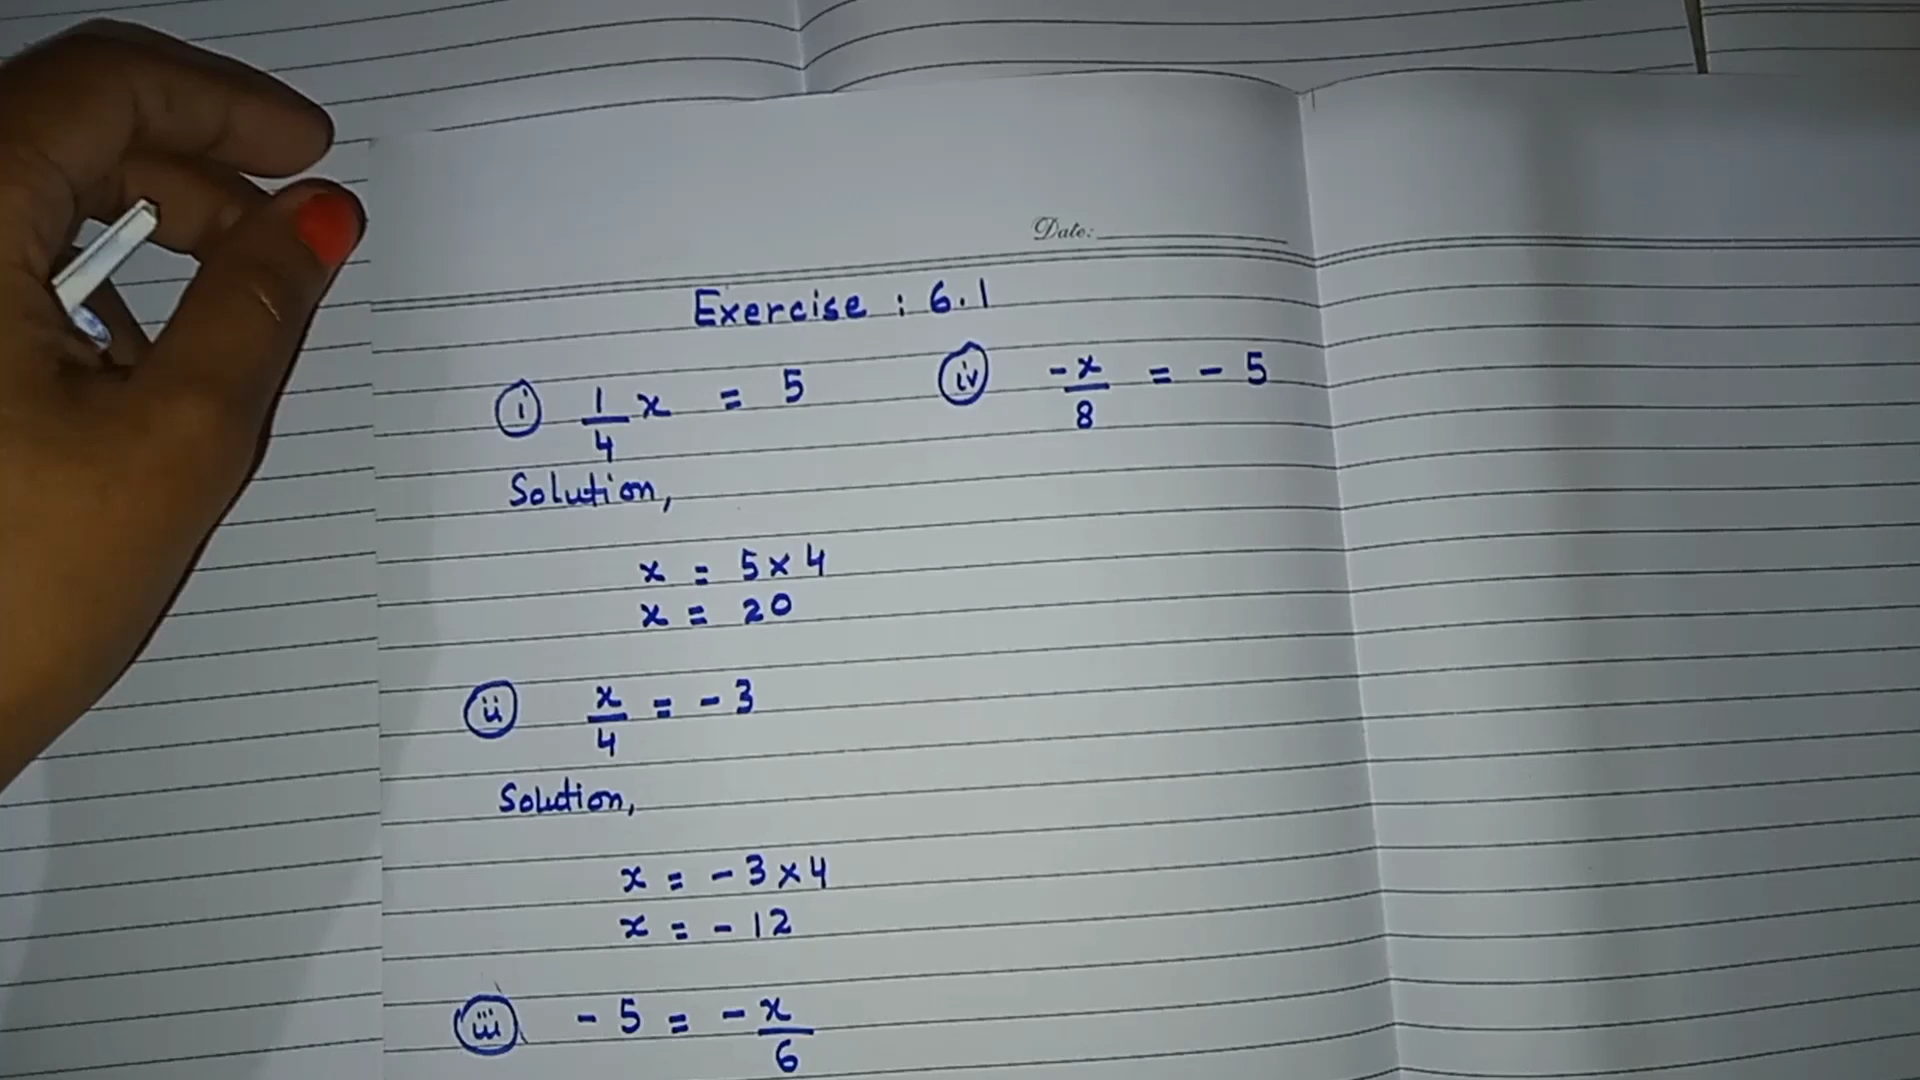 Date:
Exercise : 6.1
(i) 1/4 x = 5
Solution,
x = 5 × 4
x = 20
(ii) x/4 = - 3
Solution,
x = - 3 × 4
x = - 12
(iii) - 5 = - x/6
(iv) - x/8 = - 5